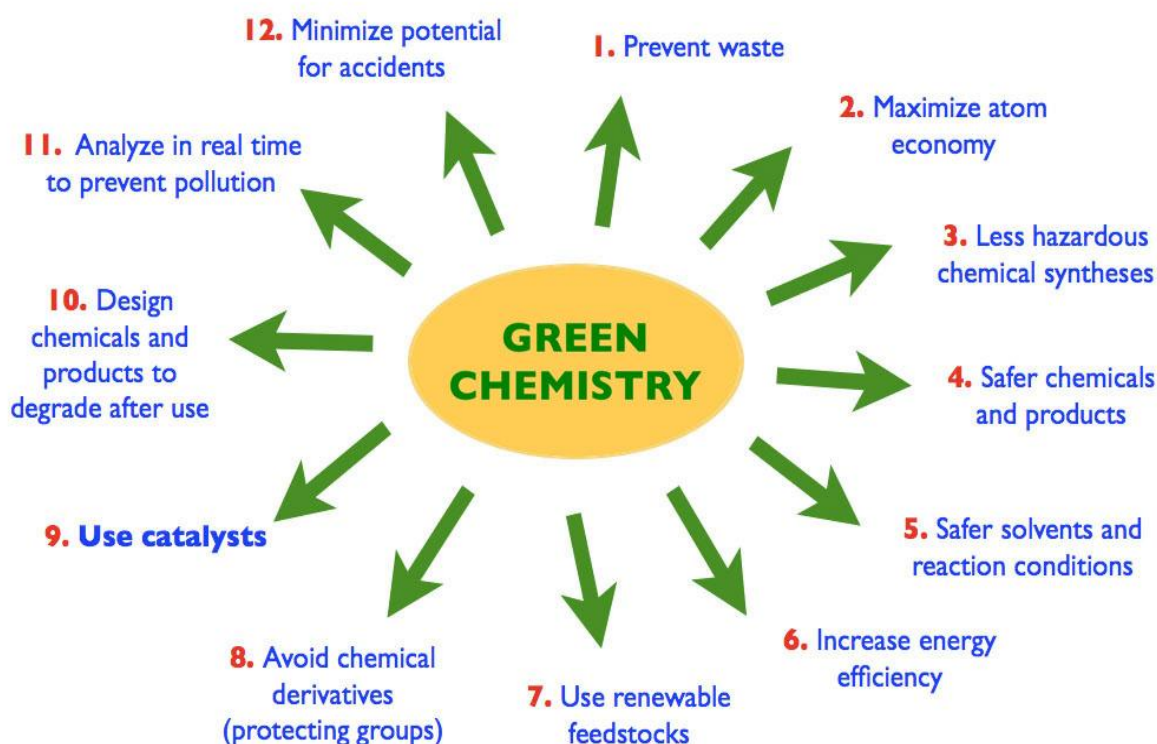 GREEN
CHEMISTRY
1. Prevent waste
2. Maximize atom
economy
3. Less hazardous
chemical syntheses
4. Safer chemicals
and products
5. Safer solvents and
reaction conditions
6. Increase energy
efficiency
7. Use renewable
feedstocks
8. Avoid chemical
derivatives
(protecting groups)
9. Use catalysts
10. Design
chemicals and
products to
degrade after use
11. Analyze in real time
to prevent pollution
12. Minimize potential
for accidents